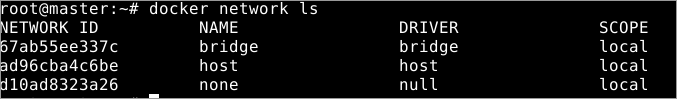 root@master:~# docker network ls
NETWORK ID NAME DRIVER SCOPE
67ab55ee337c bridge bridge local
ad96cba4c6be host host local
d10ad8323a26 none null local